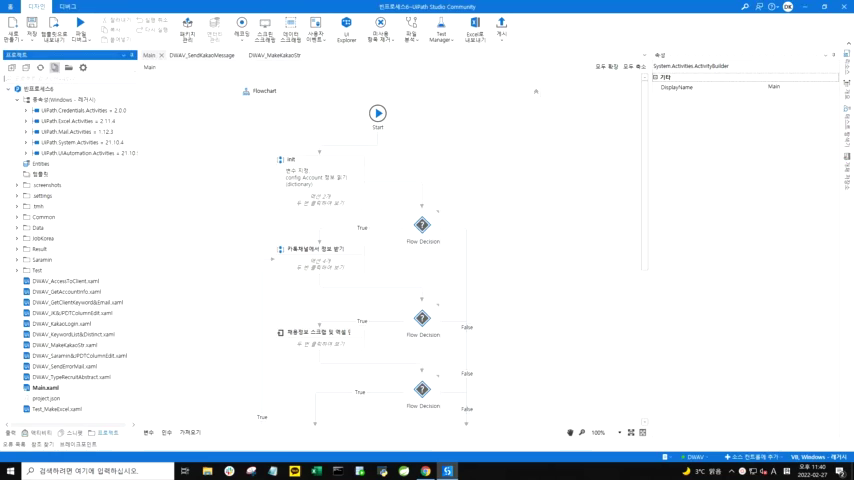 빈프로세스6-UiPath Studio Community
홈 디자인 디버그
DK
새로 만들기
저장
템플릿으로 내보내기
파일 디버그
잘라내기
복사
붙여넣기
실행 취소
다시 실행
패키지 관리
레코딩
스크린 스크래핑
데이터 스크래핑
사용자 이벤트
UI Explorer
미사용 항목 제거
파일 분석
Test Manager
Excel로 내보내기
게시
프로젝트
Main DWAV_SendKakaoMessage DWAV_MakeKakaoStr
속성
Main
모두 확장 모두 축소
System.Activities.ActivityBuilder
기타
DisplayName Main
빈프로세스6
종속성(Windows - 레거시)
UiPath.Credentials.Activities = 2.0.0
UiPath.Excel.Activities = 2.11.4
UiPath.Mail.Activities = 1.12.3
UiPath.System.Activities = 21.10.4
UiPath.UIAutomation.Activities = 21.10
Entities
템플릿
.screenshots
.settings
.tmh
Common
Data
JobKorea
Result
Saramin
Test
DWAV_AccessToClient.xaml
DWAV_GetAccountInfo.xaml
DWAV_GetClientKeyword&Email.xaml
DWAV_JK&JPDTColumnEdit.xaml
DWAV_KakaoLogin.xaml
DWAV_KeywordList&Distinct.xaml
DWAV_MakeKakaoStr.xaml
DWAV_Saramin&JPDTColumnEdit.xaml
DWAV_SendErrorMail.xaml
DWAV_TypeRecruitAbstract.xaml
Main.xaml
project.json
Test_MakeExcel.xaml
Flowchart
Start
init
변수 지정
config Account 정보 읽기
(dictionary)
두 번 클릭하여 보기
True
Flow Decision
카톡채널에서 정보 받기
두 번 클릭하여 보기
True
Flow Decision
False
채용정보 스크랩 및 엑셀
두 번 클릭하여 보기
False
True
Flow Decision
False
True
출력 액티비티 스니펫 프로젝트
변수 인수 가져오기
100%
오류 목록 참조 찾기 브레이크포인트
DWAV 소스 컨트롤에 추가 VB, Windows - 레거시
검색하려면 여기에 입력하십시오.
3°C 맑음
A
오후 11:40
2022-02-27